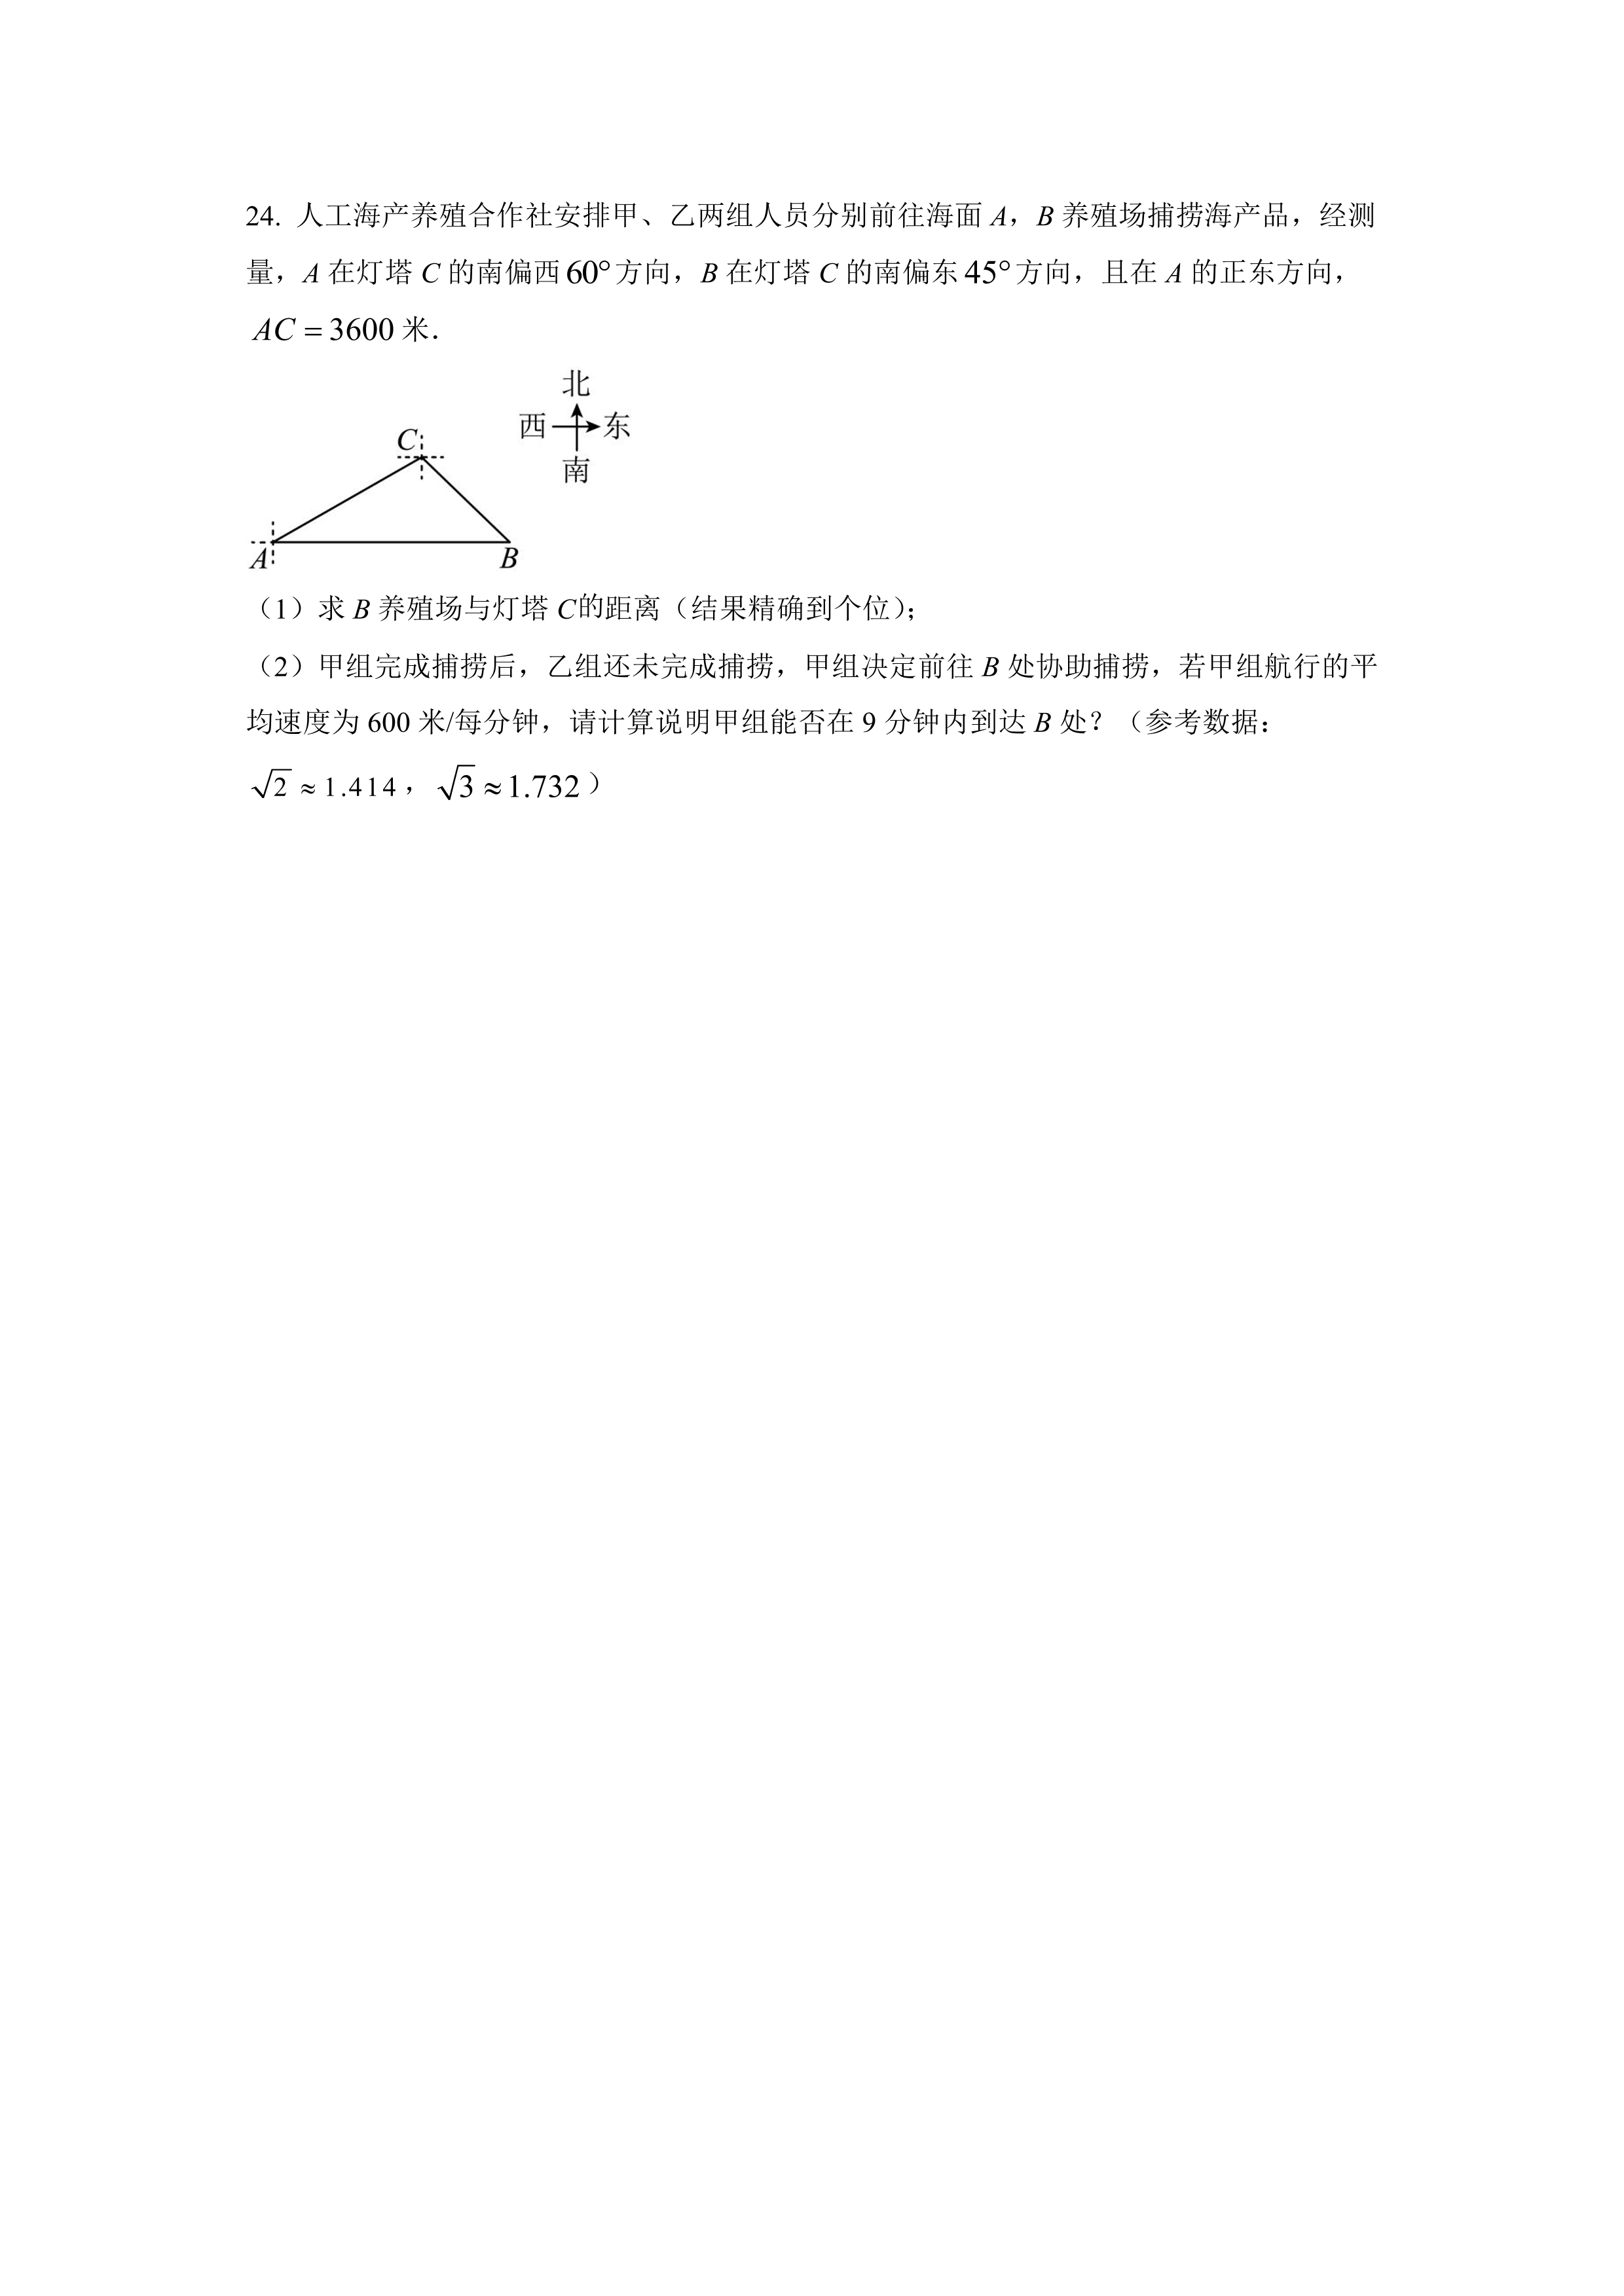 24. 人工海产养殖合作社安排甲、乙两组人员分别前往海面 A，B 养殖场捕捞海产品，经测
量，A 在灯塔 C 的南偏西 60° 方向，B 在灯塔 C 的南偏东 45° 方向，且在 A 的正东方向，
AC = 3600 米．
北
西 东
南
C
A B
（1）求 B 养殖场与灯塔 C的距离（结果精确到个位）；
（2）甲组完成捕捞后，乙组还未完成捕捞，甲组决定前往 B 处协助捕捞，若甲组航行的平
均速度为 600 米/每分钟，请计算说明甲组能否在 9 分钟内到达 B 处？（参考数据：
√2 ≈ 1.414，√3 ≈ 1.732）